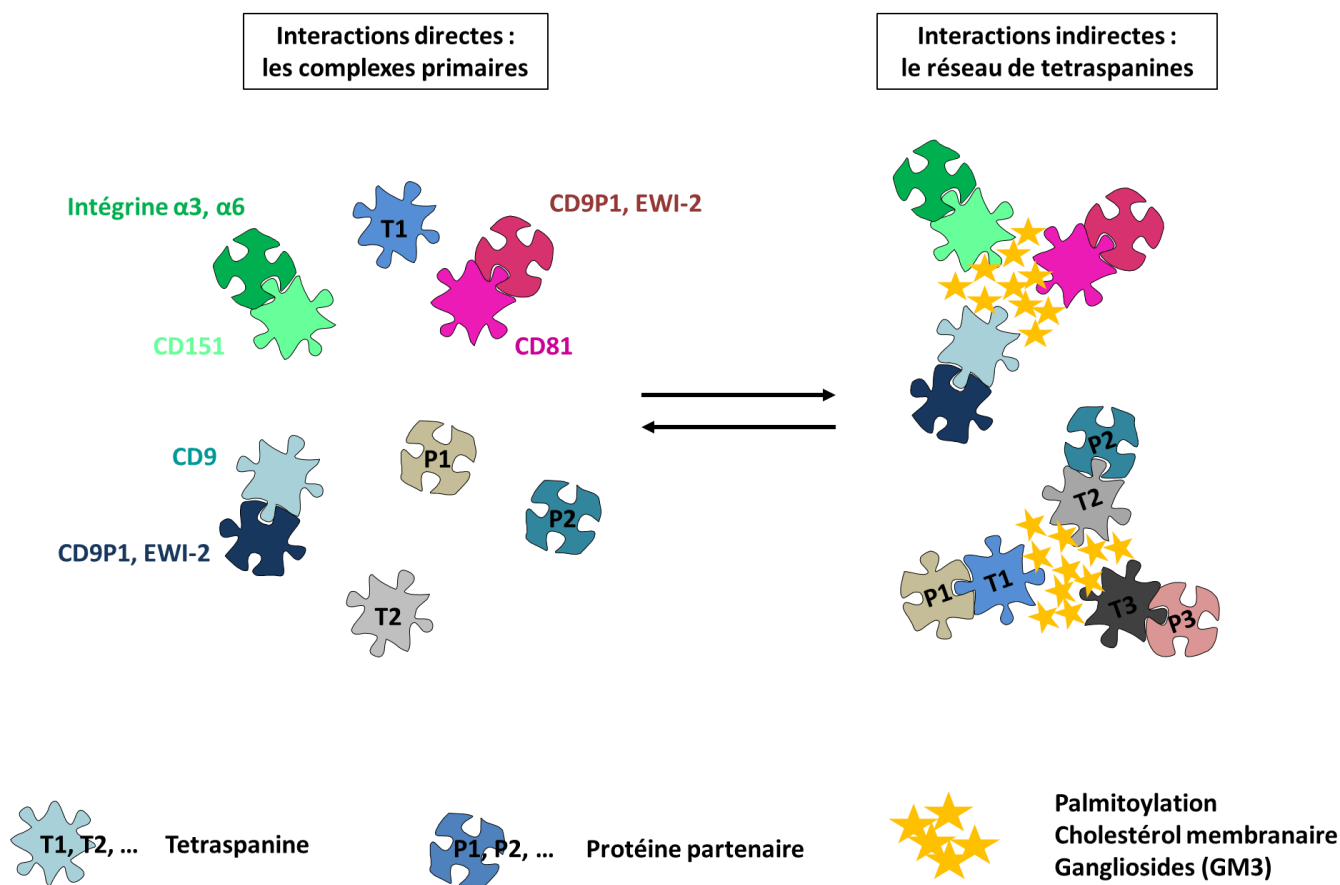 Interactions directes :
les complexes primaires
Interactions indirectes :
le réseau de tetraspanines
Intégrine α3, α6
T1
CD9P1, EWI-2
CD151
CD81
CD9
P1
P2
CD9P1, EWI-2
T2
P2
T2
P1
T1
T3
P3
T1, T2, ...
Tetraspanine
P1, P2, ...
Protéine partenaire
Palmitoylation
Cholestérol membranaire
Gangliosides (GM3)